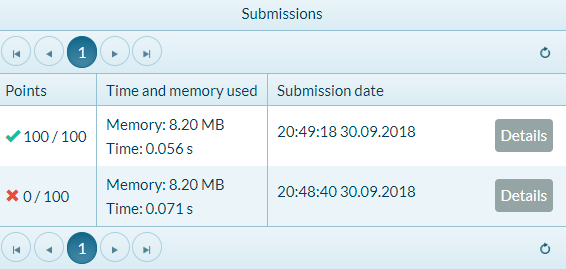 Submissions
1
Points Time and memory used Submission date
100 / 100 Memory: 8.20 MB 20:49:18 30.09.2018 Details
Time: 0.056 s
0 / 100 Memory: 8.20 MB 20:48:40 30.09.2018 Details
Time: 0.071 s
1